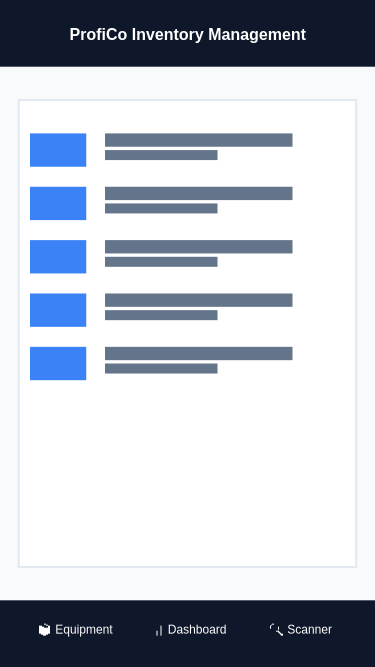 ProfiCo Inventory Management
Equipment
Dashboard
Scanner